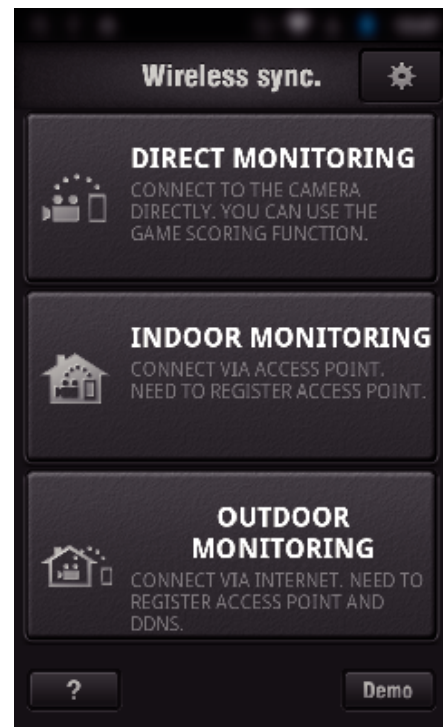 Wireless sync.
DIRECT MONITORING
CONNECT TO THE CAMERA
DIRECTLY. YOU CAN USE THE
GAME SCORING FUNCTION.
INDOOR MONITORING
CONNECT VIA ACCESS POINT.
NEED TO REGISTER ACCESS POINT.
OUTDOOR
MONITORING
CONNECT VIA INTERNET. NEED TO
REGISTER ACCESS POINT AND
DDNS.
?
Demo